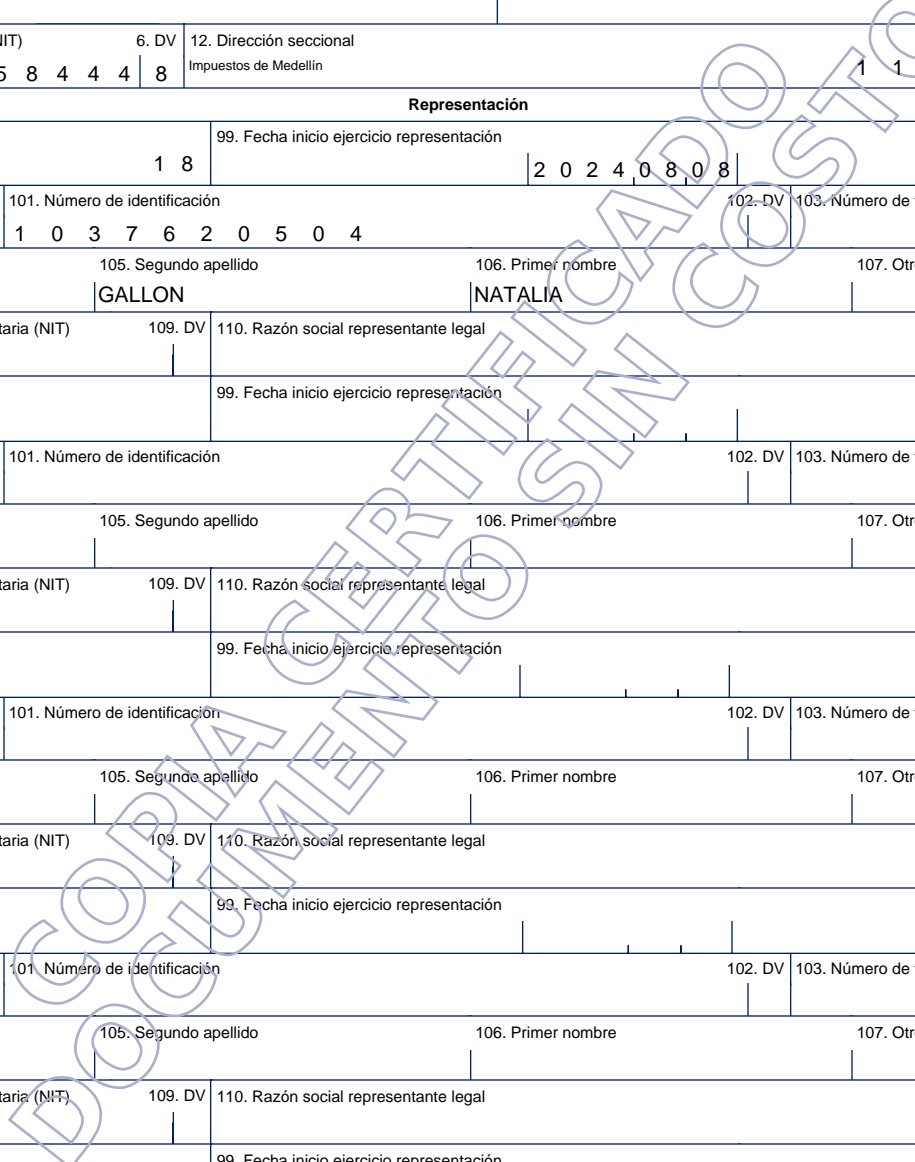 NIT) 6. DV 12. Dirección seccional
5 8 4 4 4 8 Impuestos de Medellín 1 1
Representación
99. Fecha inicio ejercicio representación
1 8 2 0 2 4 0 8 0 8
101. Número de identificación 102. DV 103. Número de
1 0 3 7 6 2 0 5 0 4
105. Segundo apellido 106. Primer nombre 107. Otr
GALLON NATALIA
taria (NIT) 109. DV 110. Razón social representante legal
99. Fecha inicio ejercicio representación
101. Número de identificación 102. DV 103. Número de
105. Segundo apellido 106. Primer nombre 107. Otr
taria (NIT) 109. DV 110. Razón social representante legal
99. Fecha inicio ejercicio representación
101. Número de identificación 102. DV 103. Número de
105. Segundo apellido 106. Primer nombre 107. Otr
taria (NIT) 109. DV 110. Razón social representante legal
99. Fecha inicio ejercicio representación
101. Número de identificación 102. DV 103. Número de
105. Segundo apellido 106. Primer nombre 107. Otr
taria (NIT) 109. DV 110. Razón social representante legal
99. Fecha inicio ejercicio representación
COPIA CERTIFICADO
DOCUMENTO SIN COSTO